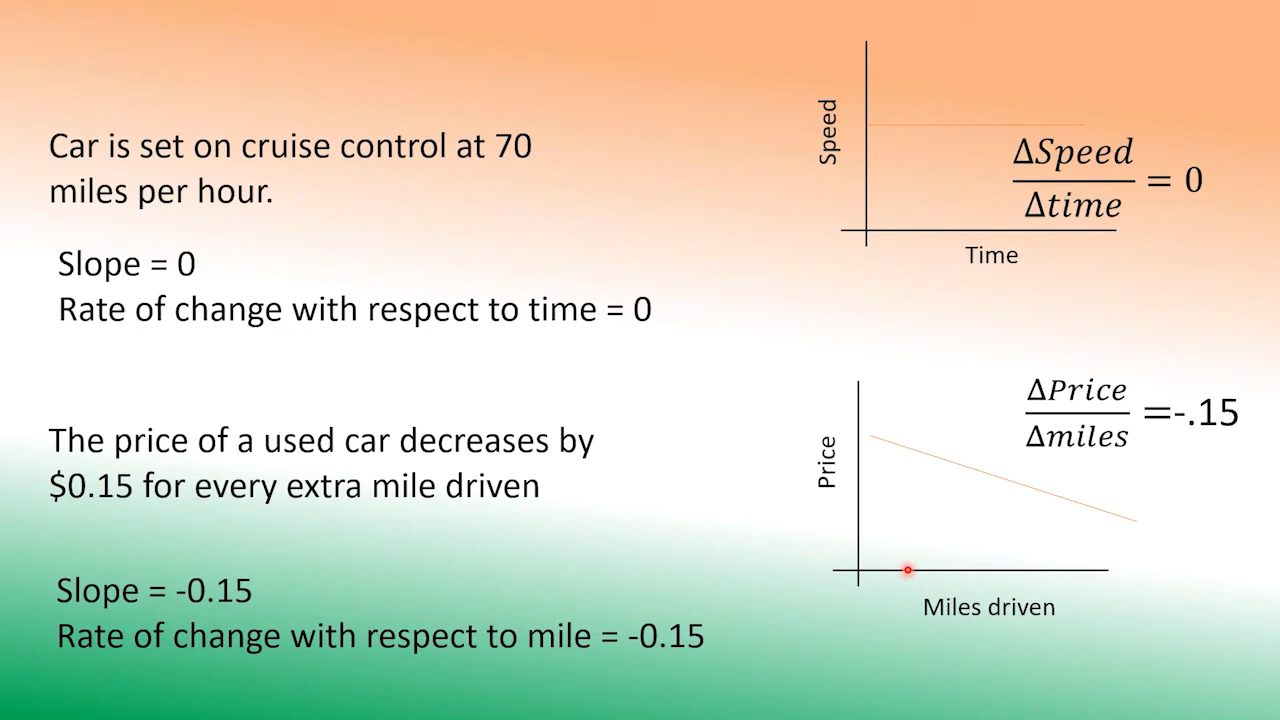 Car is set on cruise control at 70
miles per hour.
Slope = 0
Rate of change with respect to time = 0
Speed
ΔSpeed
Δtime
= 0
Time
The price of a used car decreases by
$0.15 for every extra mile driven
Slope = -0.15
Rate of change with respect to mile = -0.15
Price
ΔPrice
Δmiles
=-.15
Miles driven